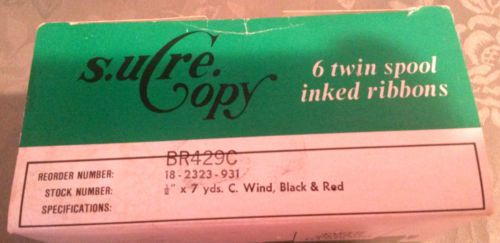 s.uCre.
Copy
6 twin spool
inked ribbons
BR429C
REORDER NUMBER: 18-2323-931
STOCK NUMBER: ½" x 7 yds. C. Wind, Black & Red
SPECIFICATIONS: